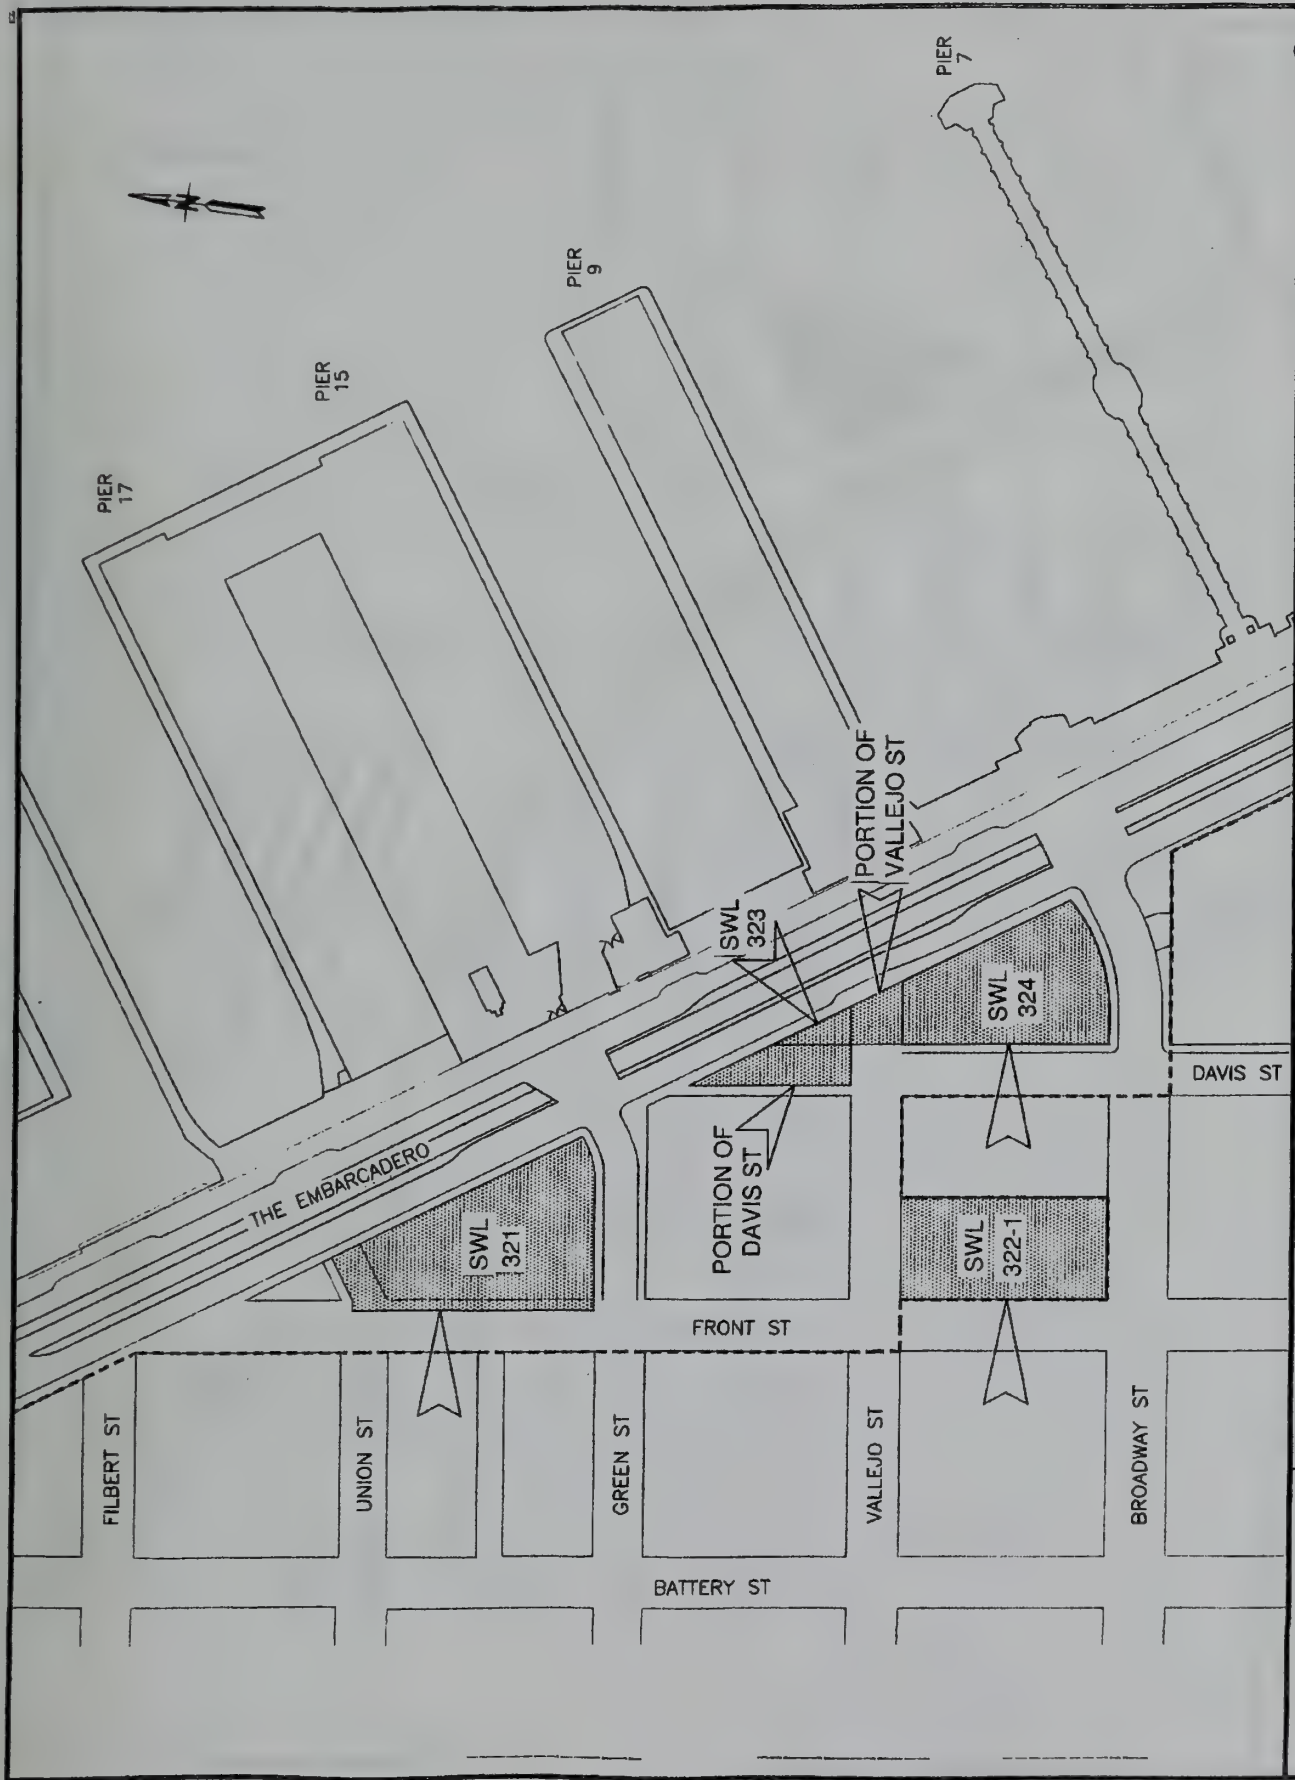 PIER
7
N
PIER
9
PIER
15
PIER
17
PORTION OF
VALLEJO ST
SWL
323
SWL
324
DAVIS ST
THE EMBARCADERO
PORTION OF
DAVIS ST
SWL
321
SWL
322-1
FRONT ST
FILBERT ST
UNION ST
GREEN ST
VALLEJO ST
BROADWAY ST
BATTERY ST